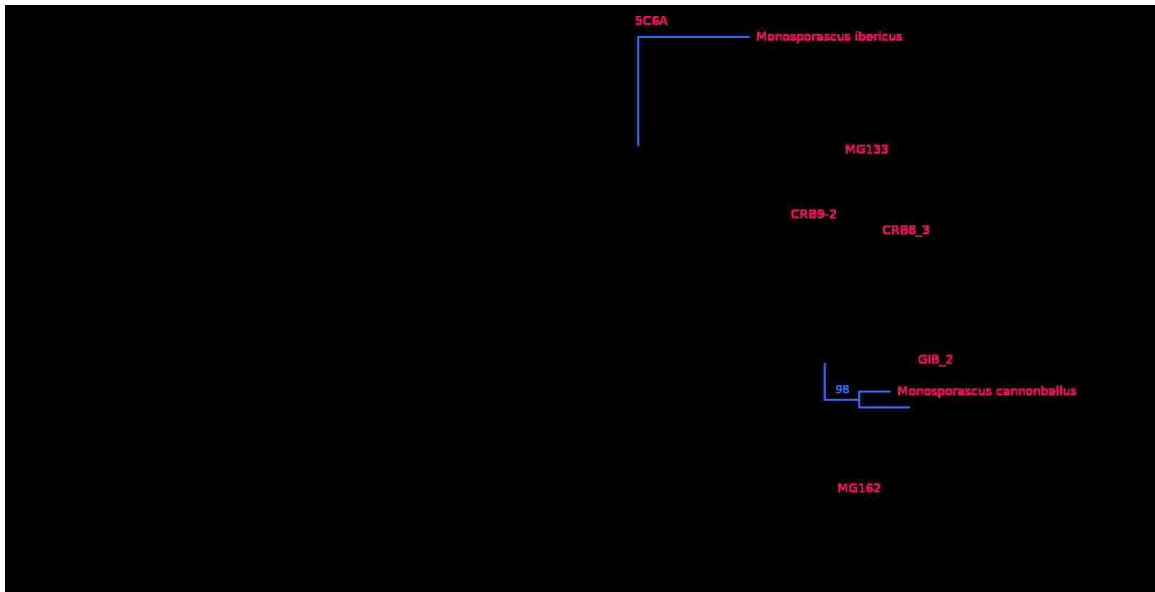 5C6A
Monosporascus ibericus
MG133
CRB9-2
CRB8_3
GIB_2
98
Monosporascus cannonballus
MG162